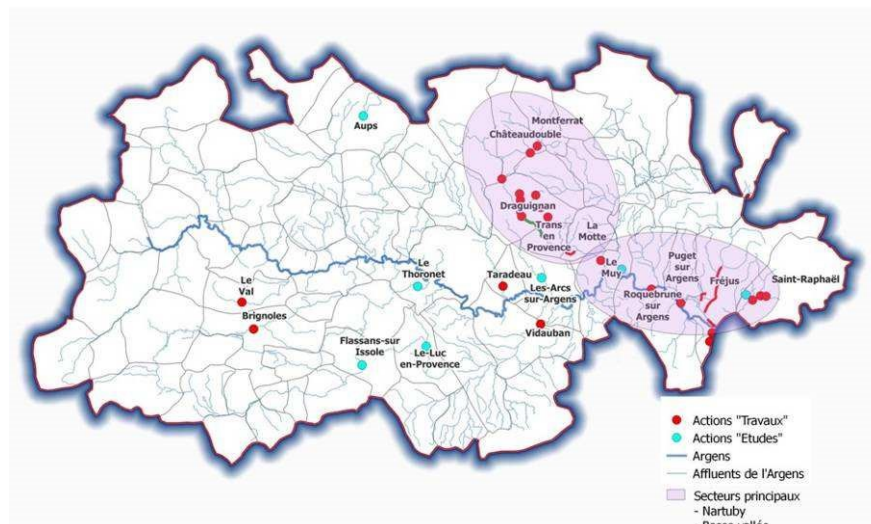 Aups
Montferrat
Châteaudouble
Draguignan
Trans
en
Provence
La
Motte
Le
Muy
Puget
sur
Argens
Fréjus
Saint-Raphaël
Roquebrune
sur
Argens
Le
Thoronet
Taradeau
Les-Arcs
sur-Argens
Le
Val
Brignoles
Vidauban
Flassans-sur
Issole
Le-Luc
en-Provence
Actions "Travaux"
Actions "Etudes"
Argens
Affluents de l'Argens
Secteurs principaux
- Nartuby